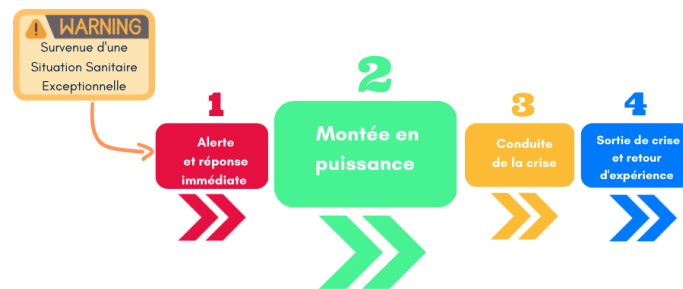 WARNING
Survenue d'une
Situation Sanitaire
Exceptionnelle
1
Alerte
et réponse
immédiate
2
Montée en
puissance
3
Conduite
de la crise
4
Sortie de crise
et retour
d'expérience